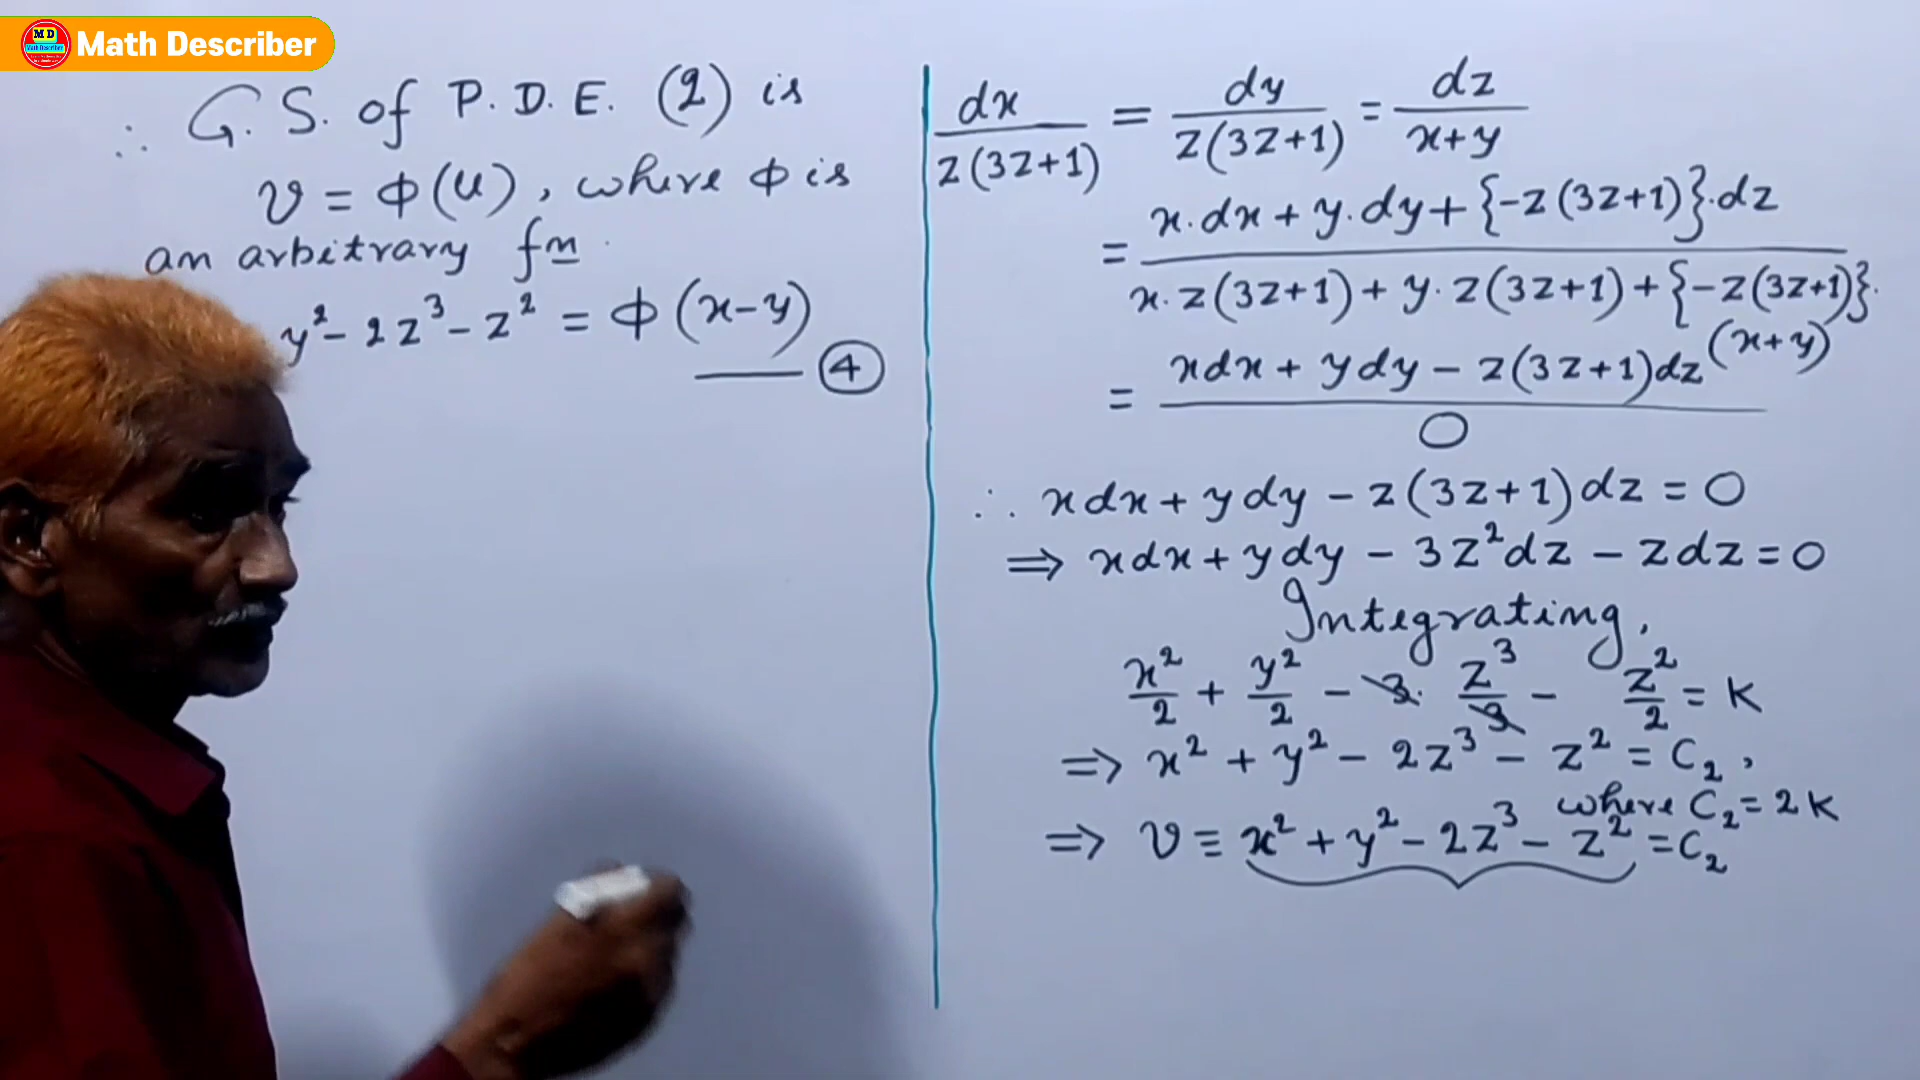 MD
Math Describer
∴ G. S. of P. D. E. (2) is
v = Φ(u), where Φ is
an arbitrary fn.
y² - 2z³ - z² = Φ(x-y)
—— ④
dx/z(3z+1) = dy/z(3z+1) = dz/x+y
= x.dx + y.dy + {-z(3z+1)}.dz / x.z(3z+1) + y.z(3z+1) + {-z(3z+1)}.(x+y)
= xdx + ydy - z(3z+1)dz / 0
∴ xdx + ydy - z(3z+1)dz = 0
⇒ xdx + ydy - 3z²dz - zdz = 0
Integrating,
x²/2 + y²/2 - 3. z³/3 - z²/2 = K
⇒ x² + y² - 2z³ - z² = C₂,
where C₂ = 2K
⇒ v ≡ x² + y² - 2z³ - z² = C₂